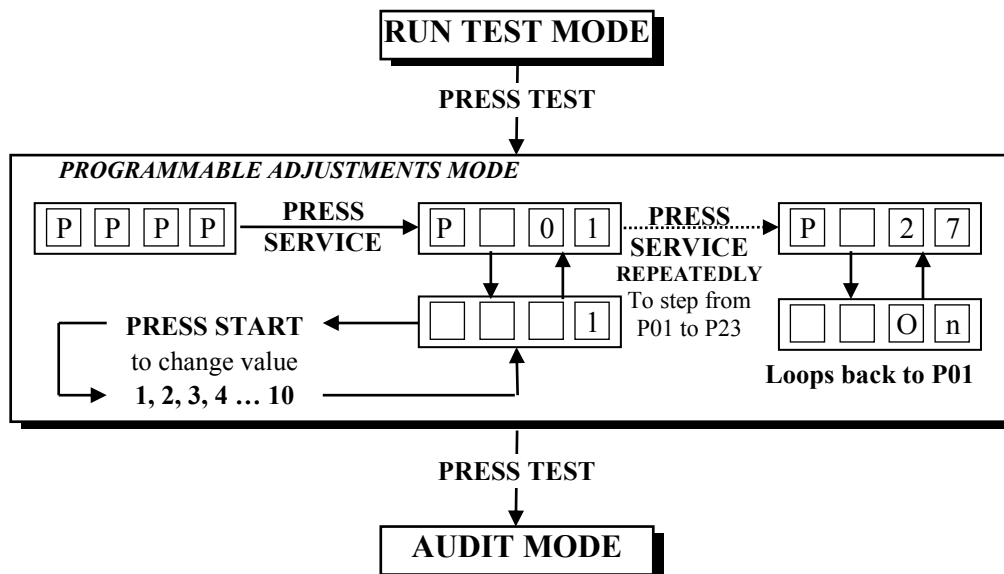 RUN TEST MODE
PRESS TEST
PROGRAMMABLE ADJUSTMENTS MODE
P P P P
PRESS
SERVICE
P 0 1
PRESS
SERVICE
REPEATEDLY
To step from
P01 to P23
P 2 7
1
O n
Loops back to P01
PRESS START
to change value
1, 2, 3, 4 … 10
PRESS TEST
AUDIT MODE